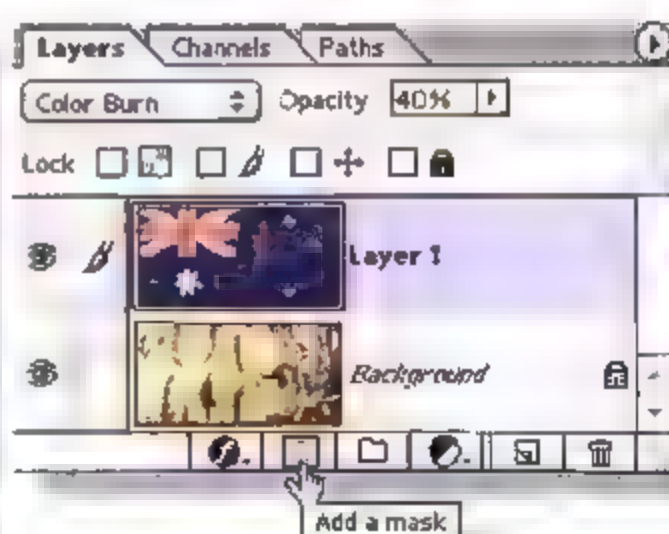 Layers Channels Paths
Color Burn Opacity 40%
Lock
Layer 1
Background
Add a mask